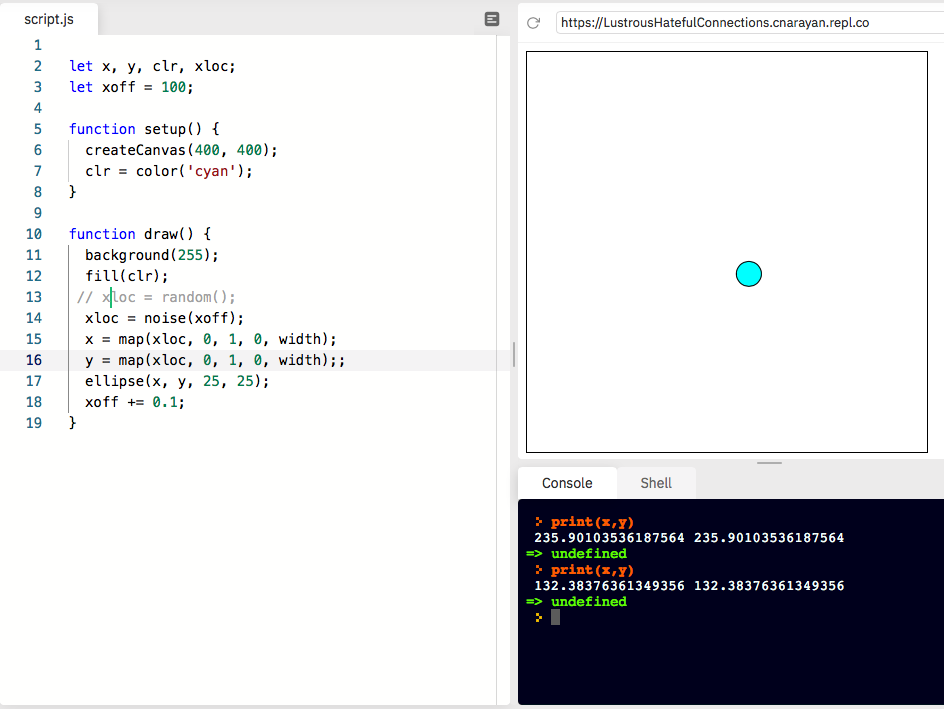 script.js
https://LustrousHatefulConnections.cnarayan.repl.co
1
2 let x, y, clr, xloc;
3 let xoff = 100;
4
5 function setup() {
6 createCanvas(400, 400);
7 clr = color('cyan');
8 }
9
10 function draw() {
11 background(255);
12 fill(clr);
13 // xloc = random();
14 xloc = noise(xoff);
15 x = map(xloc, 0, 1, 0, width);
16 y = map(xloc, 0, 1, 0, width);;
17 ellipse(x, y, 25, 25);
18 xoff += 0.1;
19 }
Console Shell
> print(x,y)
235.90103536187564 235.90103536187564
=> undefined
> print(x,y)
132.38376361349356 132.38376361349356
=> undefined
>